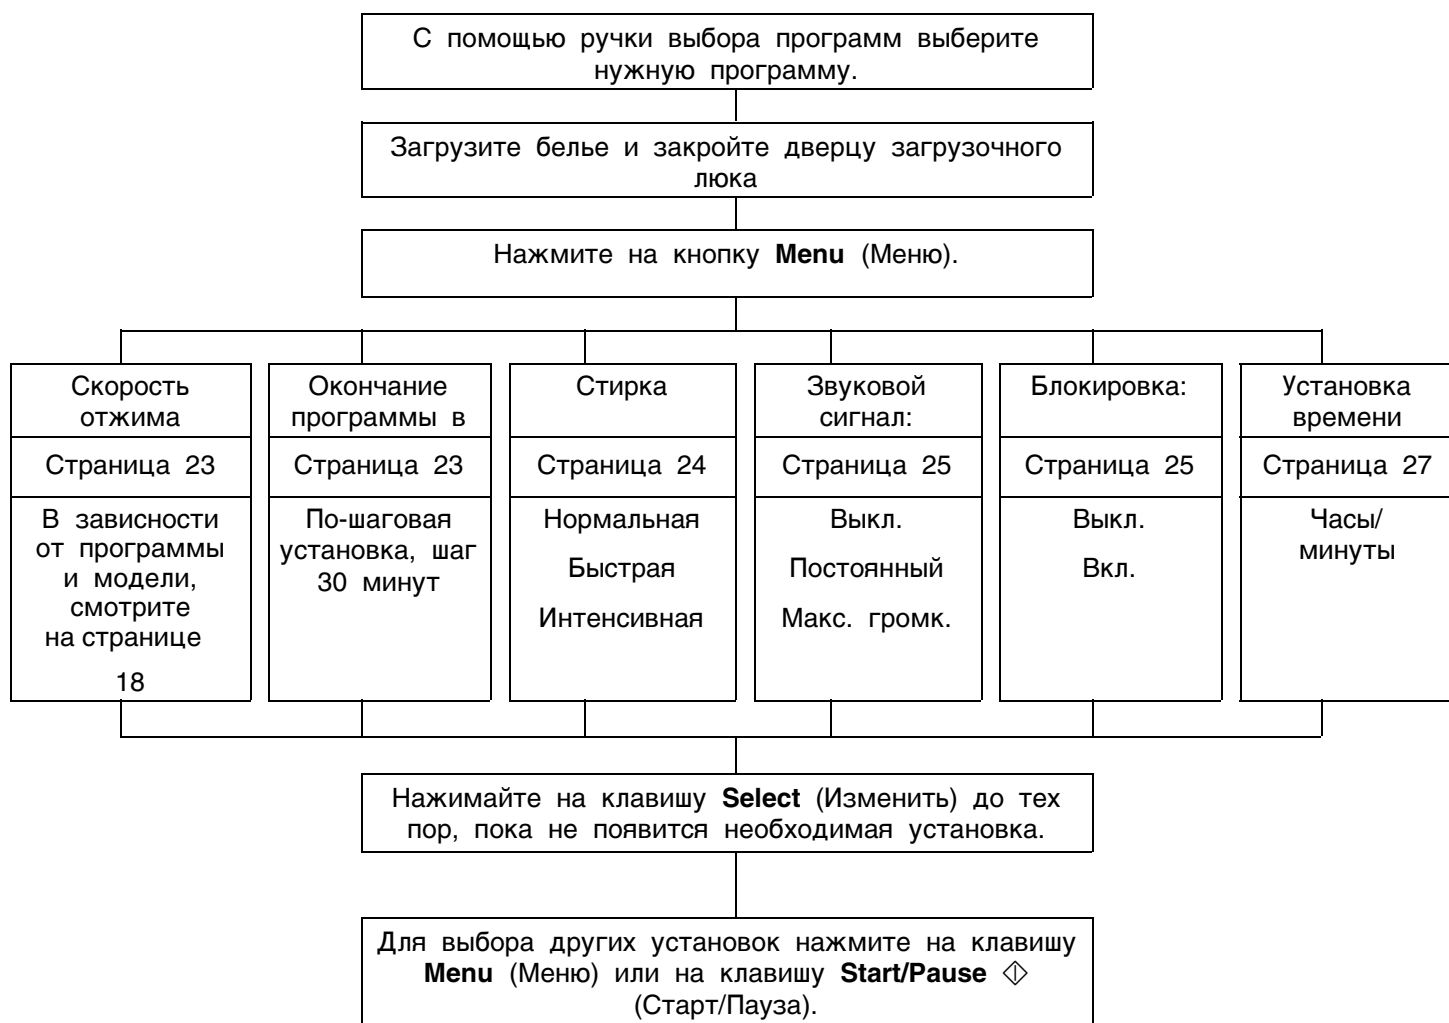 С помощью ручки выбора программ выберите
нужную программу.
Загрузите белье и закройте дверцу загрузочного
люка
Нажмите на кнопку Menu (Меню).
Скорость
отжима
Страница 23
В зависности
от программы
и модели,
смотрите
на странице
18
Окончание
программы в
Страница 23
По-шаговая
установка, шаг
30 минут
Стирка
Страница 24
Нормальная
Быстрая
Интенсивная
Звуковой
сигнал:
Страница 25
Выкл.
Постоянный
Макс. громк.
Блокировка:
Страница 25
Выкл.
Вкл.
Установка
времени
Страница 27
Часы/
минуты
Нажимайте на клавишу Select (Изменить) до тех
пор, пока не появится необходимая установка.
Для выбора других установок нажмите на клавишу
Menu (Меню) или на клавишу Start/Pause
(Старт/Пауза).